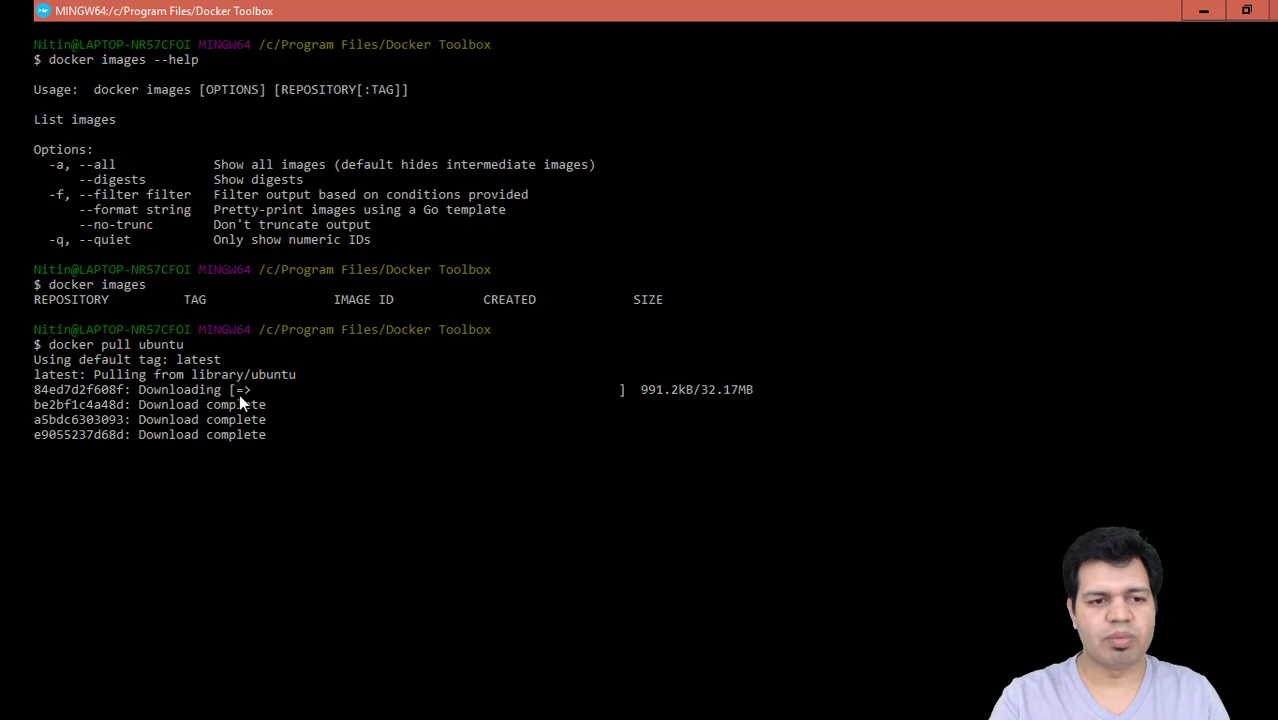 MINGW64:/c/Program Files/Docker Toolbox
Nitin@LAPTOP-NR57CFOI MINGW64 /c/Program Files/Docker Toolbox
$ docker images --help
Usage:  docker images [OPTIONS] [REPOSITORY[:TAG]]
List images
Options:
  -a, --all             Show all images (default hides intermediate images)
      --digests         Show digests
  -f, --filter filter   Filter output based on conditions provided
      --format string   Pretty-print images using a Go template
      --no-trunc        Don't truncate output
  -q, --quiet           Only show numeric IDs
Nitin@LAPTOP-NR57CFOI MINGW64 /c/Program Files/Docker Toolbox
$ docker images
REPOSITORY          TAG                 IMAGE ID            CREATED             SIZE
Nitin@LAPTOP-NR57CFOI MINGW64 /c/Program Files/Docker Toolbox
$ docker pull ubuntu
Using default tag: latest
latest: Pulling from library/ubuntu
84ed7d2f608f: Downloading [=>                                                 ]  991.2kB/32.17MB
be2bf1c4a48d: Download complete
a5bdc6303093: Download complete
e9055237d68d: Download complete